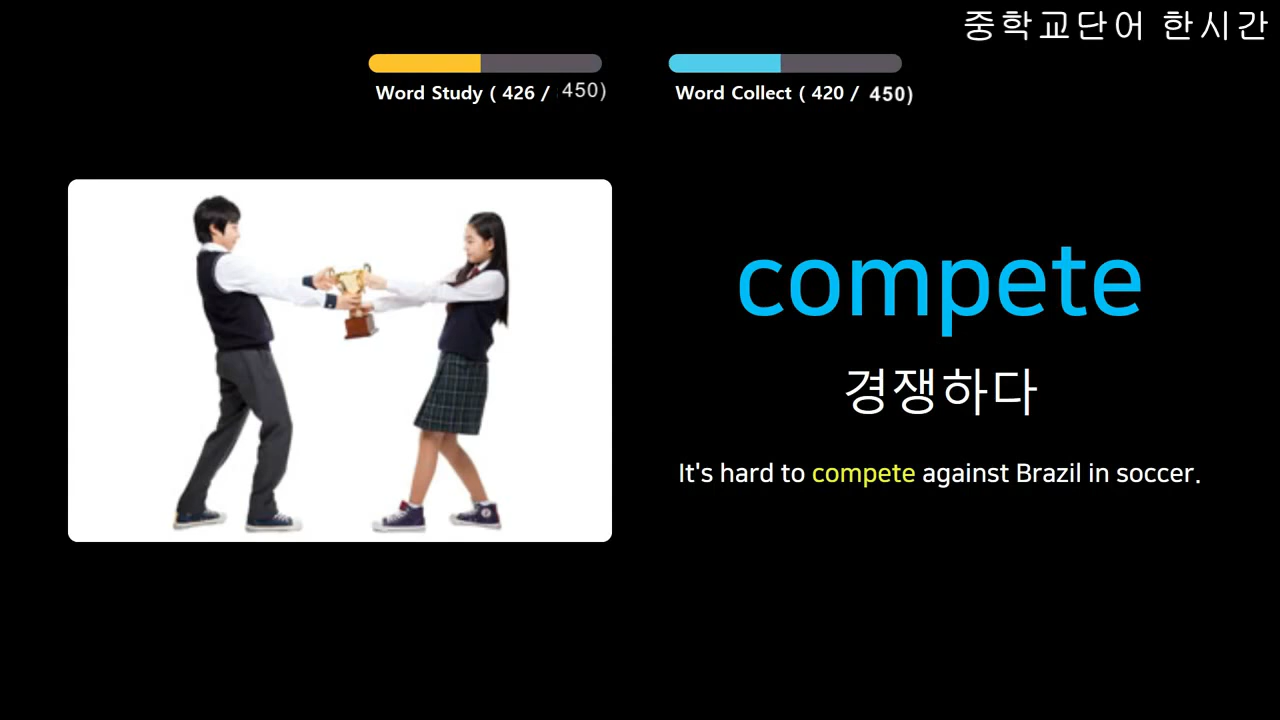 중학교단어 한시간
Word Study ( 426 / 450)
Word Collect ( 420 / 450)
compete
경쟁하다
It's hard to compete against Brazil in soccer.